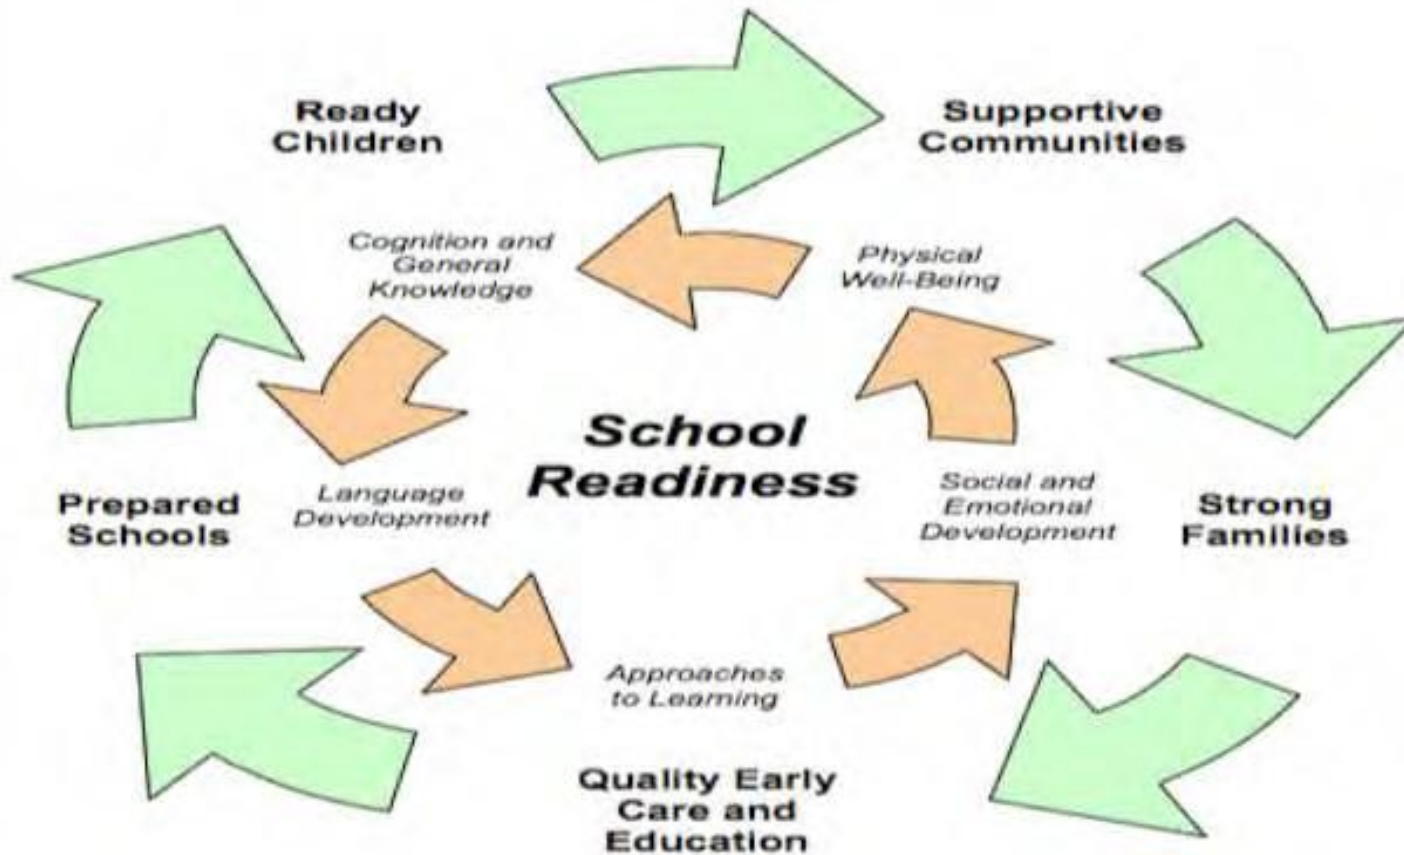 Ready
Children
Supportive
Communities
Cognition and
General
Knowledge
Physical
Well-Being
School
Readiness
Prepared
Schools
Language
Development
Social and
Emotional
Development
Strong
Families
Approaches
to Learning
Quality Early
Care and
Education